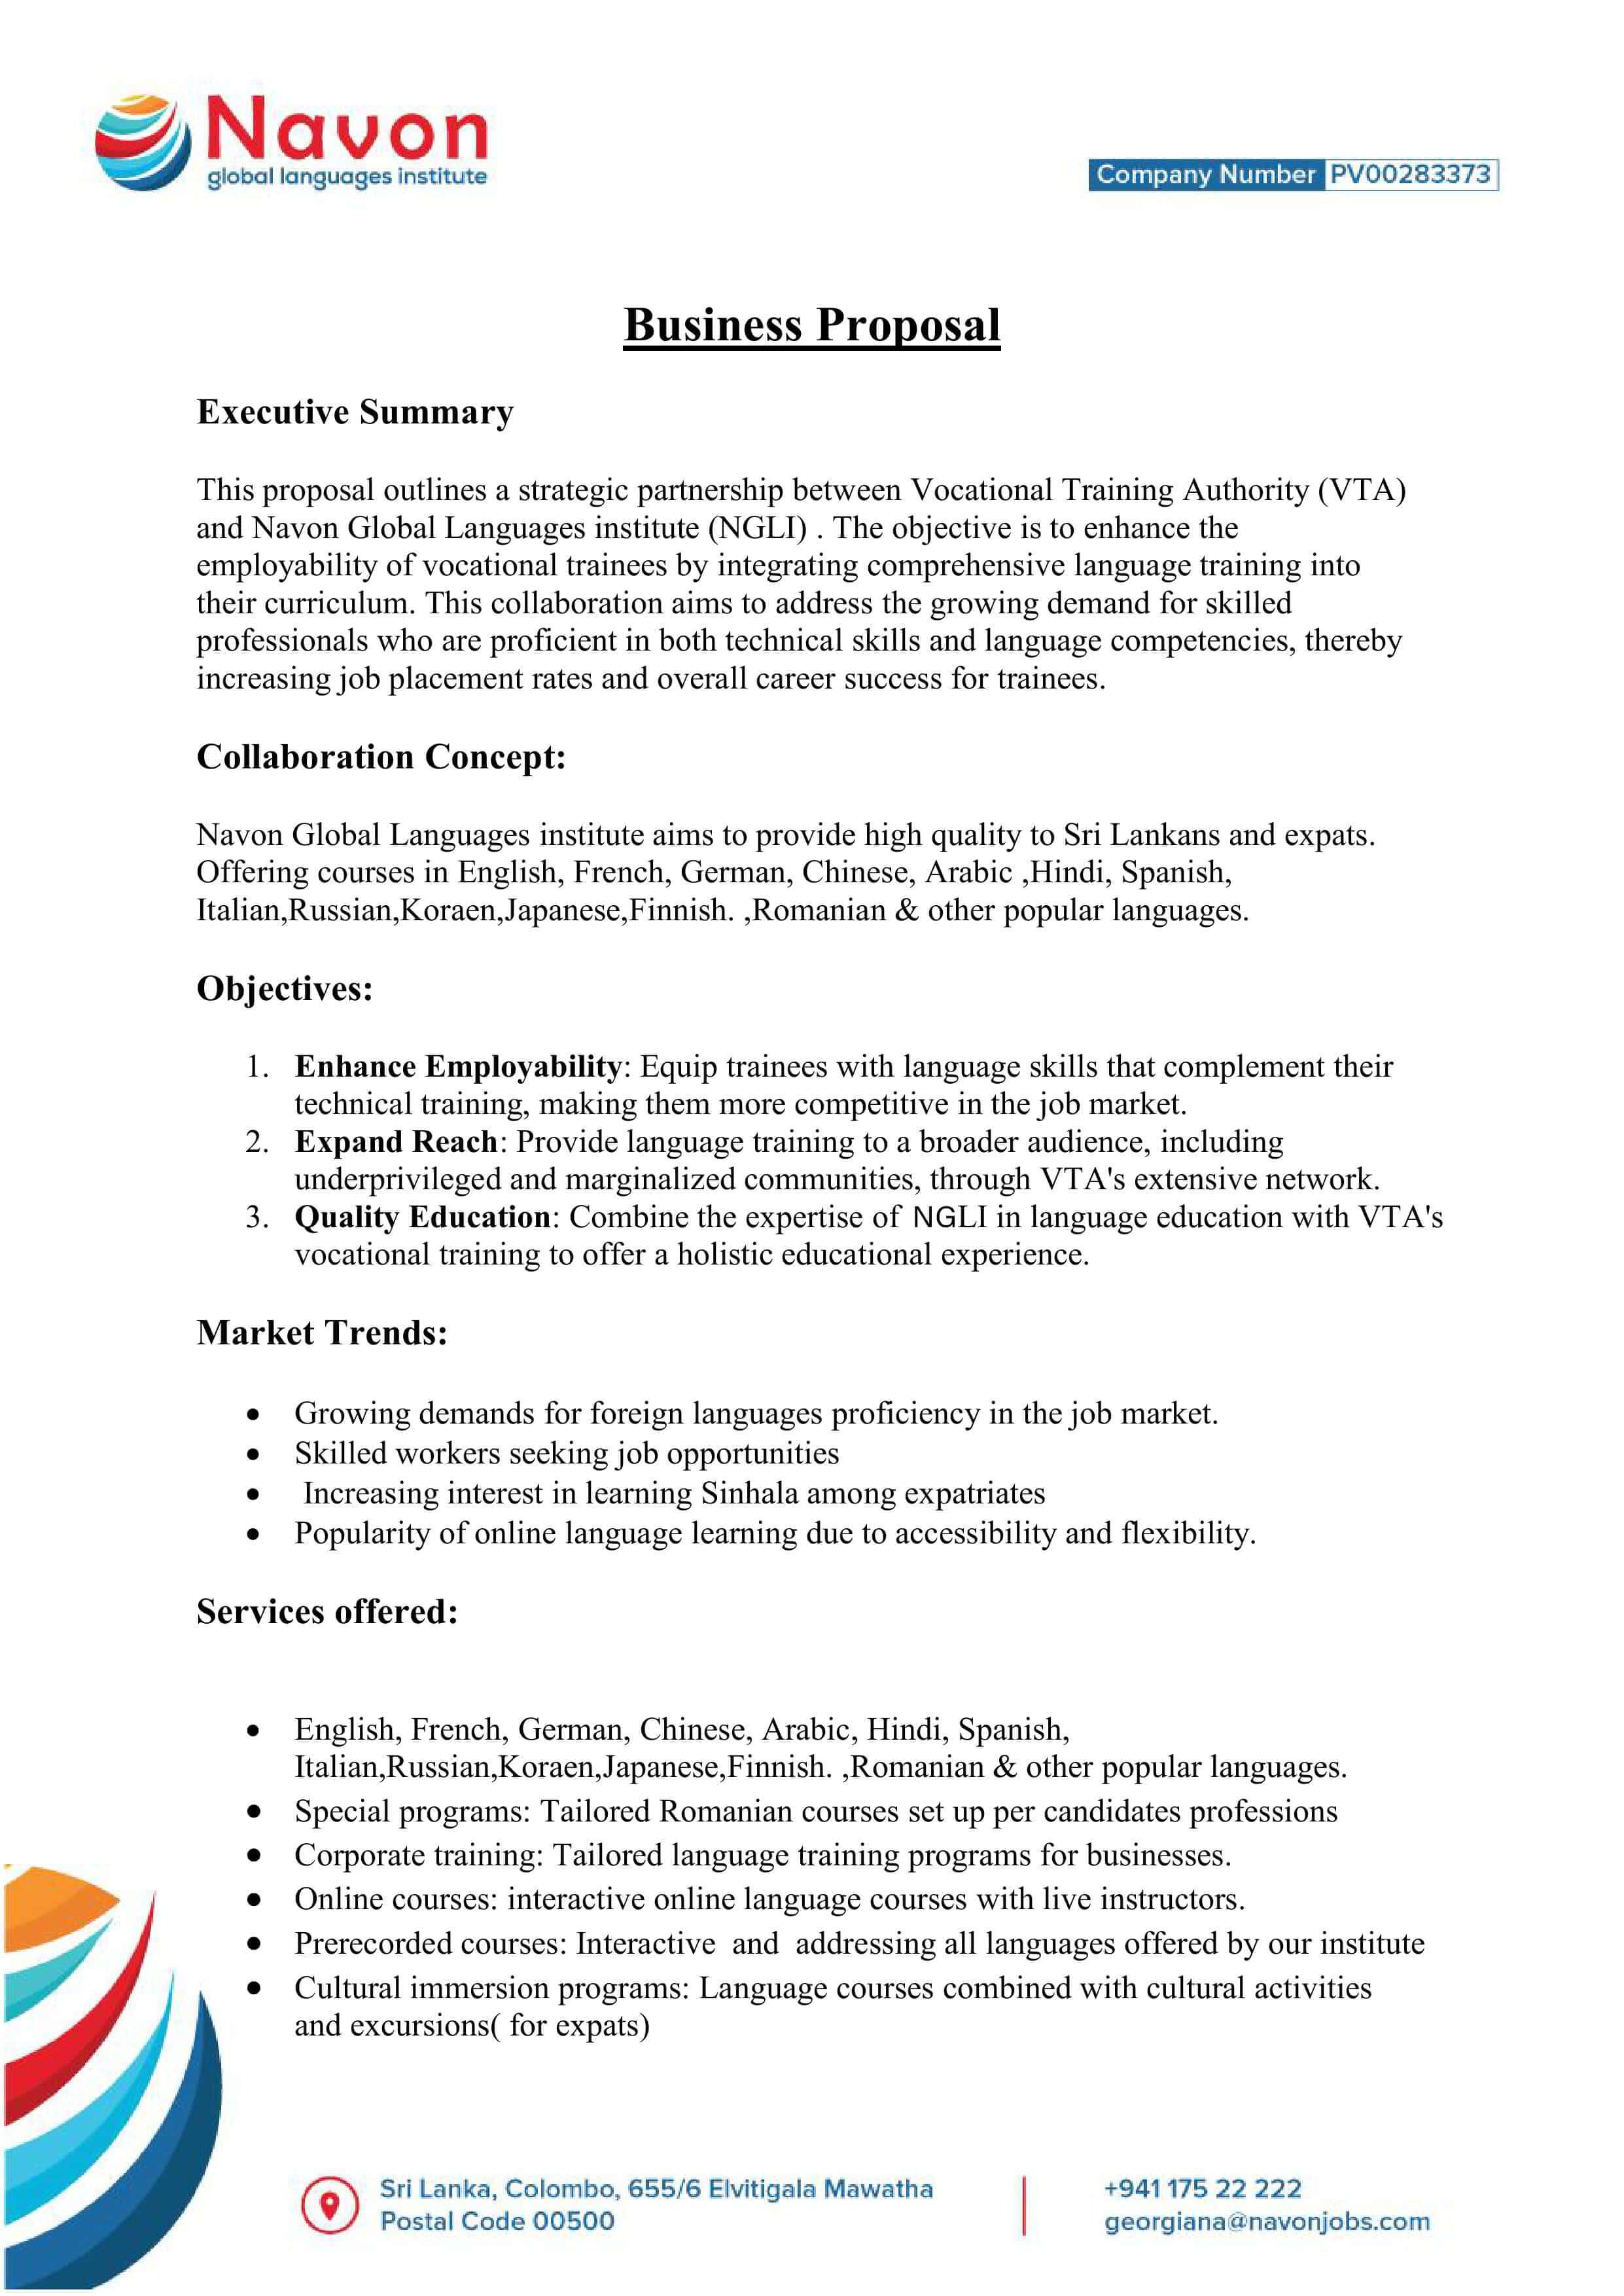 Navon
global languages institute
Company Number PV00283373
Business Proposal
Executive Summary
This proposal outlines a strategic partnership between Vocational Training Authority (VTA)
and Navon Global Languages institute (NGLI) . The objective is to enhance the
employability of vocational trainees by integrating comprehensive language training into
their curriculum. This collaboration aims to address the growing demand for skilled
professionals who are proficient in both technical skills and language competencies, thereby
increasing job placement rates and overall career success for trainees.
Collaboration Concept:
Navon Global Languages institute aims to provide high quality to Sri Lankans and expats.
Offering courses in English, French, German, Chinese, Arabic ,Hindi, Spanish,
Italian,Russian,Koraen,Japanese,Finnish. ,Romanian & other popular languages.
Objectives:
1. Enhance Employability: Equip trainees with language skills that complement their
technical training, making them more competitive in the job market.
2. Expand Reach: Provide language training to a broader audience, including
underprivileged and marginalized communities, through VTA's extensive network.
3. Quality Education: Combine the expertise of NGLI in language education with VTA's
vocational training to offer a holistic educational experience.
Market Trends:
• Growing demands for foreign languages proficiency in the job market.
• Skilled workers seeking job opportunities
• Increasing interest in learning Sinhala among expatriates
• Popularity of online language learning due to accessibility and flexibility.
Services offered:
• English, French, German, Chinese, Arabic, Hindi, Spanish,
Italian,Russian,Koraen,Japanese,Finnish. ,Romanian & other popular languages.
• Special programs: Tailored Romanian courses set up per candidates professions
• Corporate training: Tailored language training programs for businesses.
• Online courses: interactive online language courses with live instructors.
• Prerecorded courses: Interactive and addressing all languages offered by our institute
• Cultural immersion programs: Language courses combined with cultural activities
and excursions( for expats)
Sri Lanka, Colombo, 655/6 Elvitigala Mawatha
Postal Code 00500
+941 175 22 222
georgiana@navonjobs.com